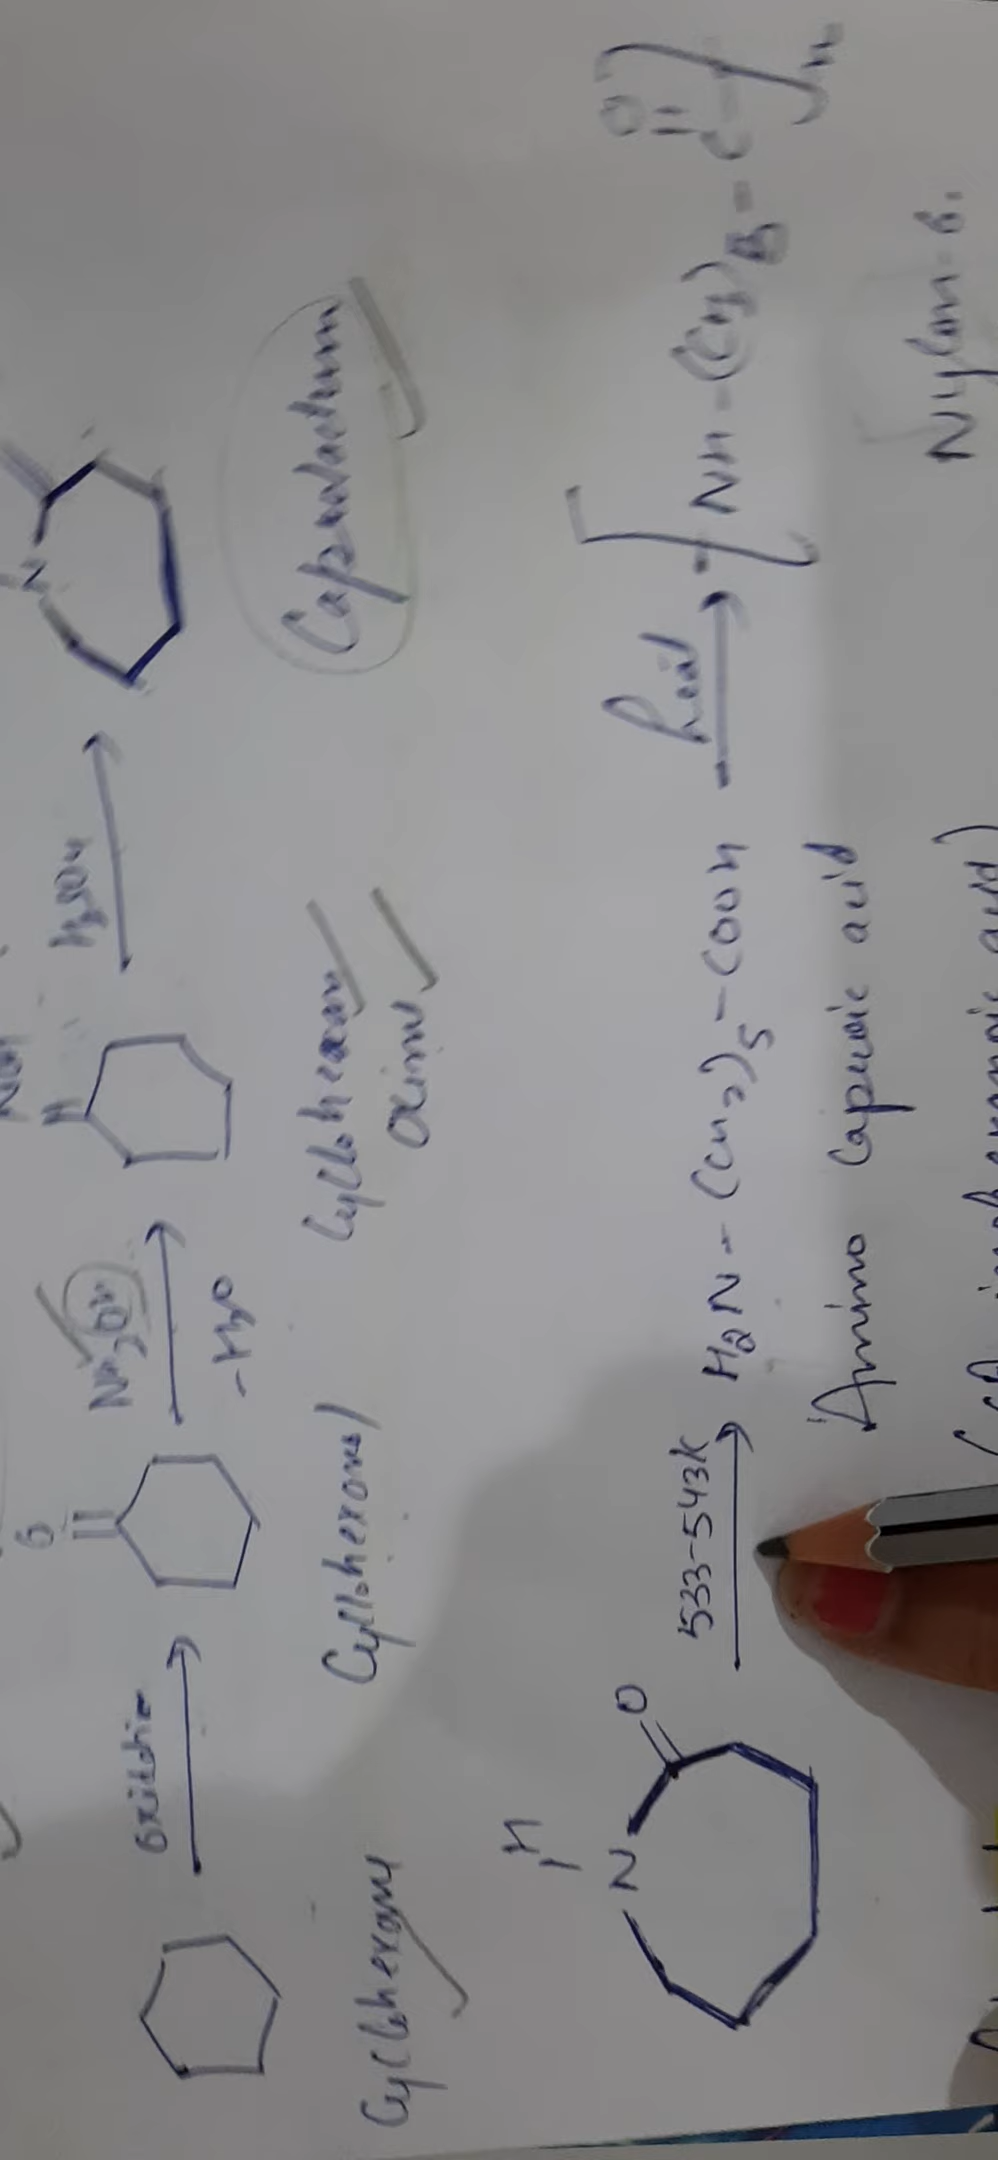 Oxidation
O
NH2OH
-H2O
NOH
H2SO4
N
Cyclohexane
Cyclohexanone
Cyclohexan
Oxime
Caprolactum
H
N
O
533-543K
H2N-(CH2)5-COOH
heat
[-NH-(CH2)5-C-]n
O
Amino Caproic acid
Nylon-6.